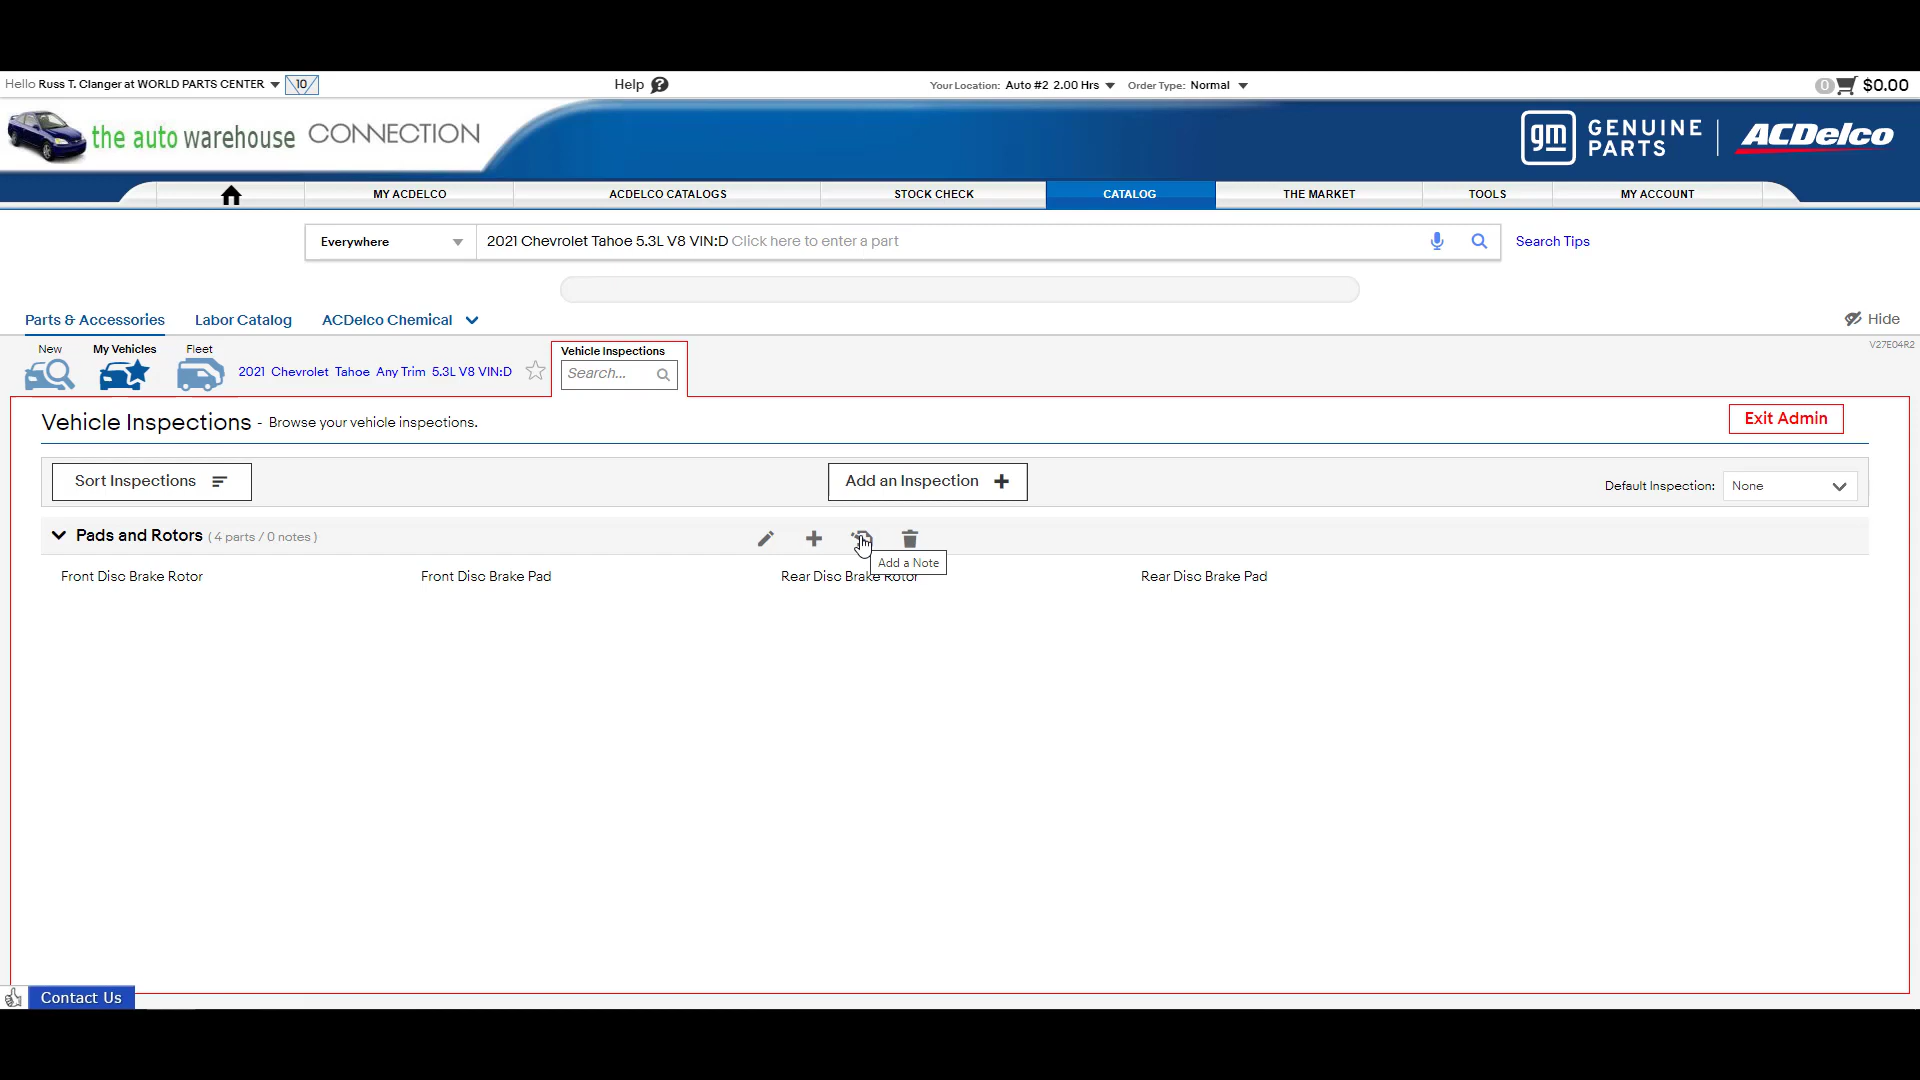 Hello Russ T. Clanger at WORLD PARTS CENTER 10 Help Your Location: Auto #2 2.00 Hrs Order Type: Normal 0 $0.00
the auto warehouse CONNECTION gm GENUINE PARTS ACDelco
MY ACDELCO ACDELCO CATALOGS STOCK CHECK CATALOG THE MARKET TOOLS MY ACCOUNT
Everywhere 2021 Chevrolet Tahoe 5.3L V8 VIN:D Click here to enter a part Search Tips
Parts & Accessories Labor Catalog ACDelco Chemical Hide
New My Vehicles Fleet Vehicle Inspections V27E04R2
2021 Chevrolet Tahoe Any Trim 5.3L V8 VIN:D Search...
Vehicle Inspections - Browse your vehicle inspections. Exit Admin
Sort Inspections Add an Inspection Default Inspection: None
Pads and Rotors ( 4 parts / 0 notes )
Add a Note
Front Disc Brake Rotor Front Disc Brake Pad Rear Disc Brake Rotor Rear Disc Brake Pad
Contact Us